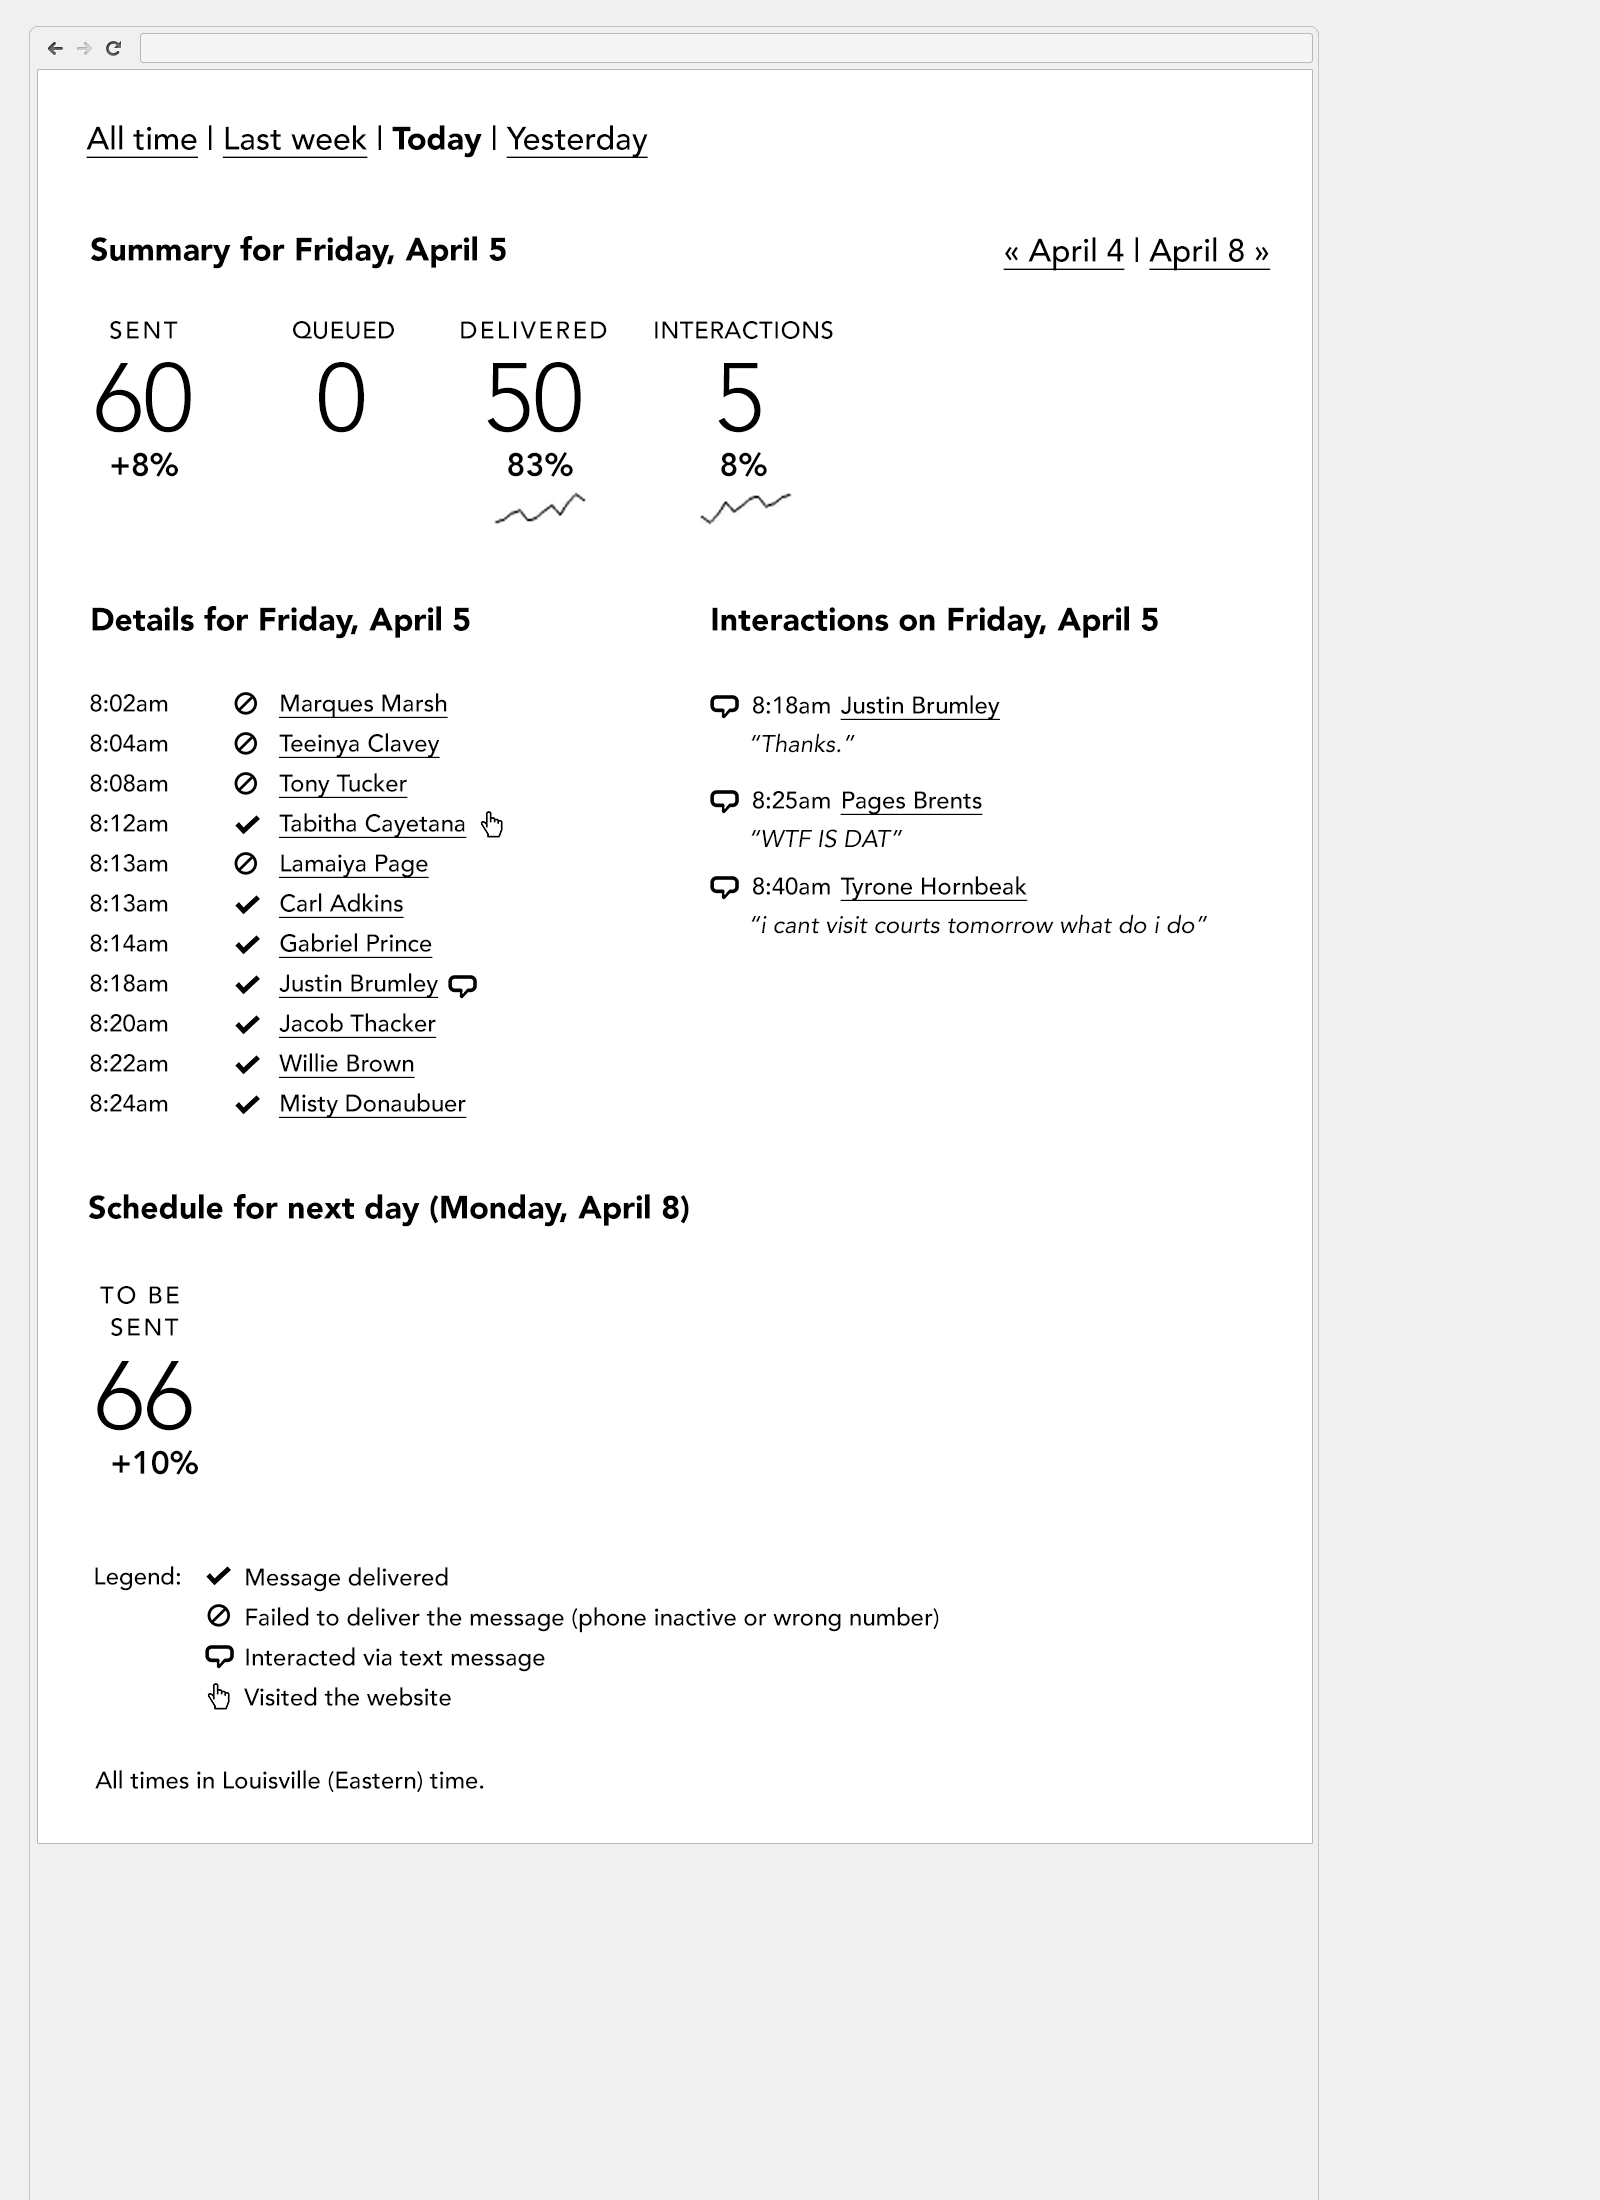 All time | Last week | Today | Yesterday
Summary for Friday, April 5
« April 4 | April 8 »
SENT QUEUED DELIVERED INTERACTIONS
60 0 50 5
+8% 83% 8%
Details for Friday, April 5
8:02am Marques Marsh
8:04am Teeinya Clavey
8:08am Tony Tucker
8:12am Tabitha Cayetana
8:13am Lamaiya Page
8:13am Carl Adkins
8:14am Gabriel Prince
8:18am Justin Brumley
8:20am Jacob Thacker
8:22am Willie Brown
8:24am Misty Donaubuer
Interactions on Friday, April 5
8:18am Justin Brumley
“Thanks.”
8:25am Pages Brents
“WTF IS DAT”
8:40am Tyrone Hornbeak
“i cant visit courts tomorrow what do i do”
Schedule for next day (Monday, April 8)
TO BE
SENT
66
+10%
Legend: Message delivered
Failed to deliver the message (phone inactive or wrong number)
Interacted via text message
Visited the website
All times in Louisville (Eastern) time.